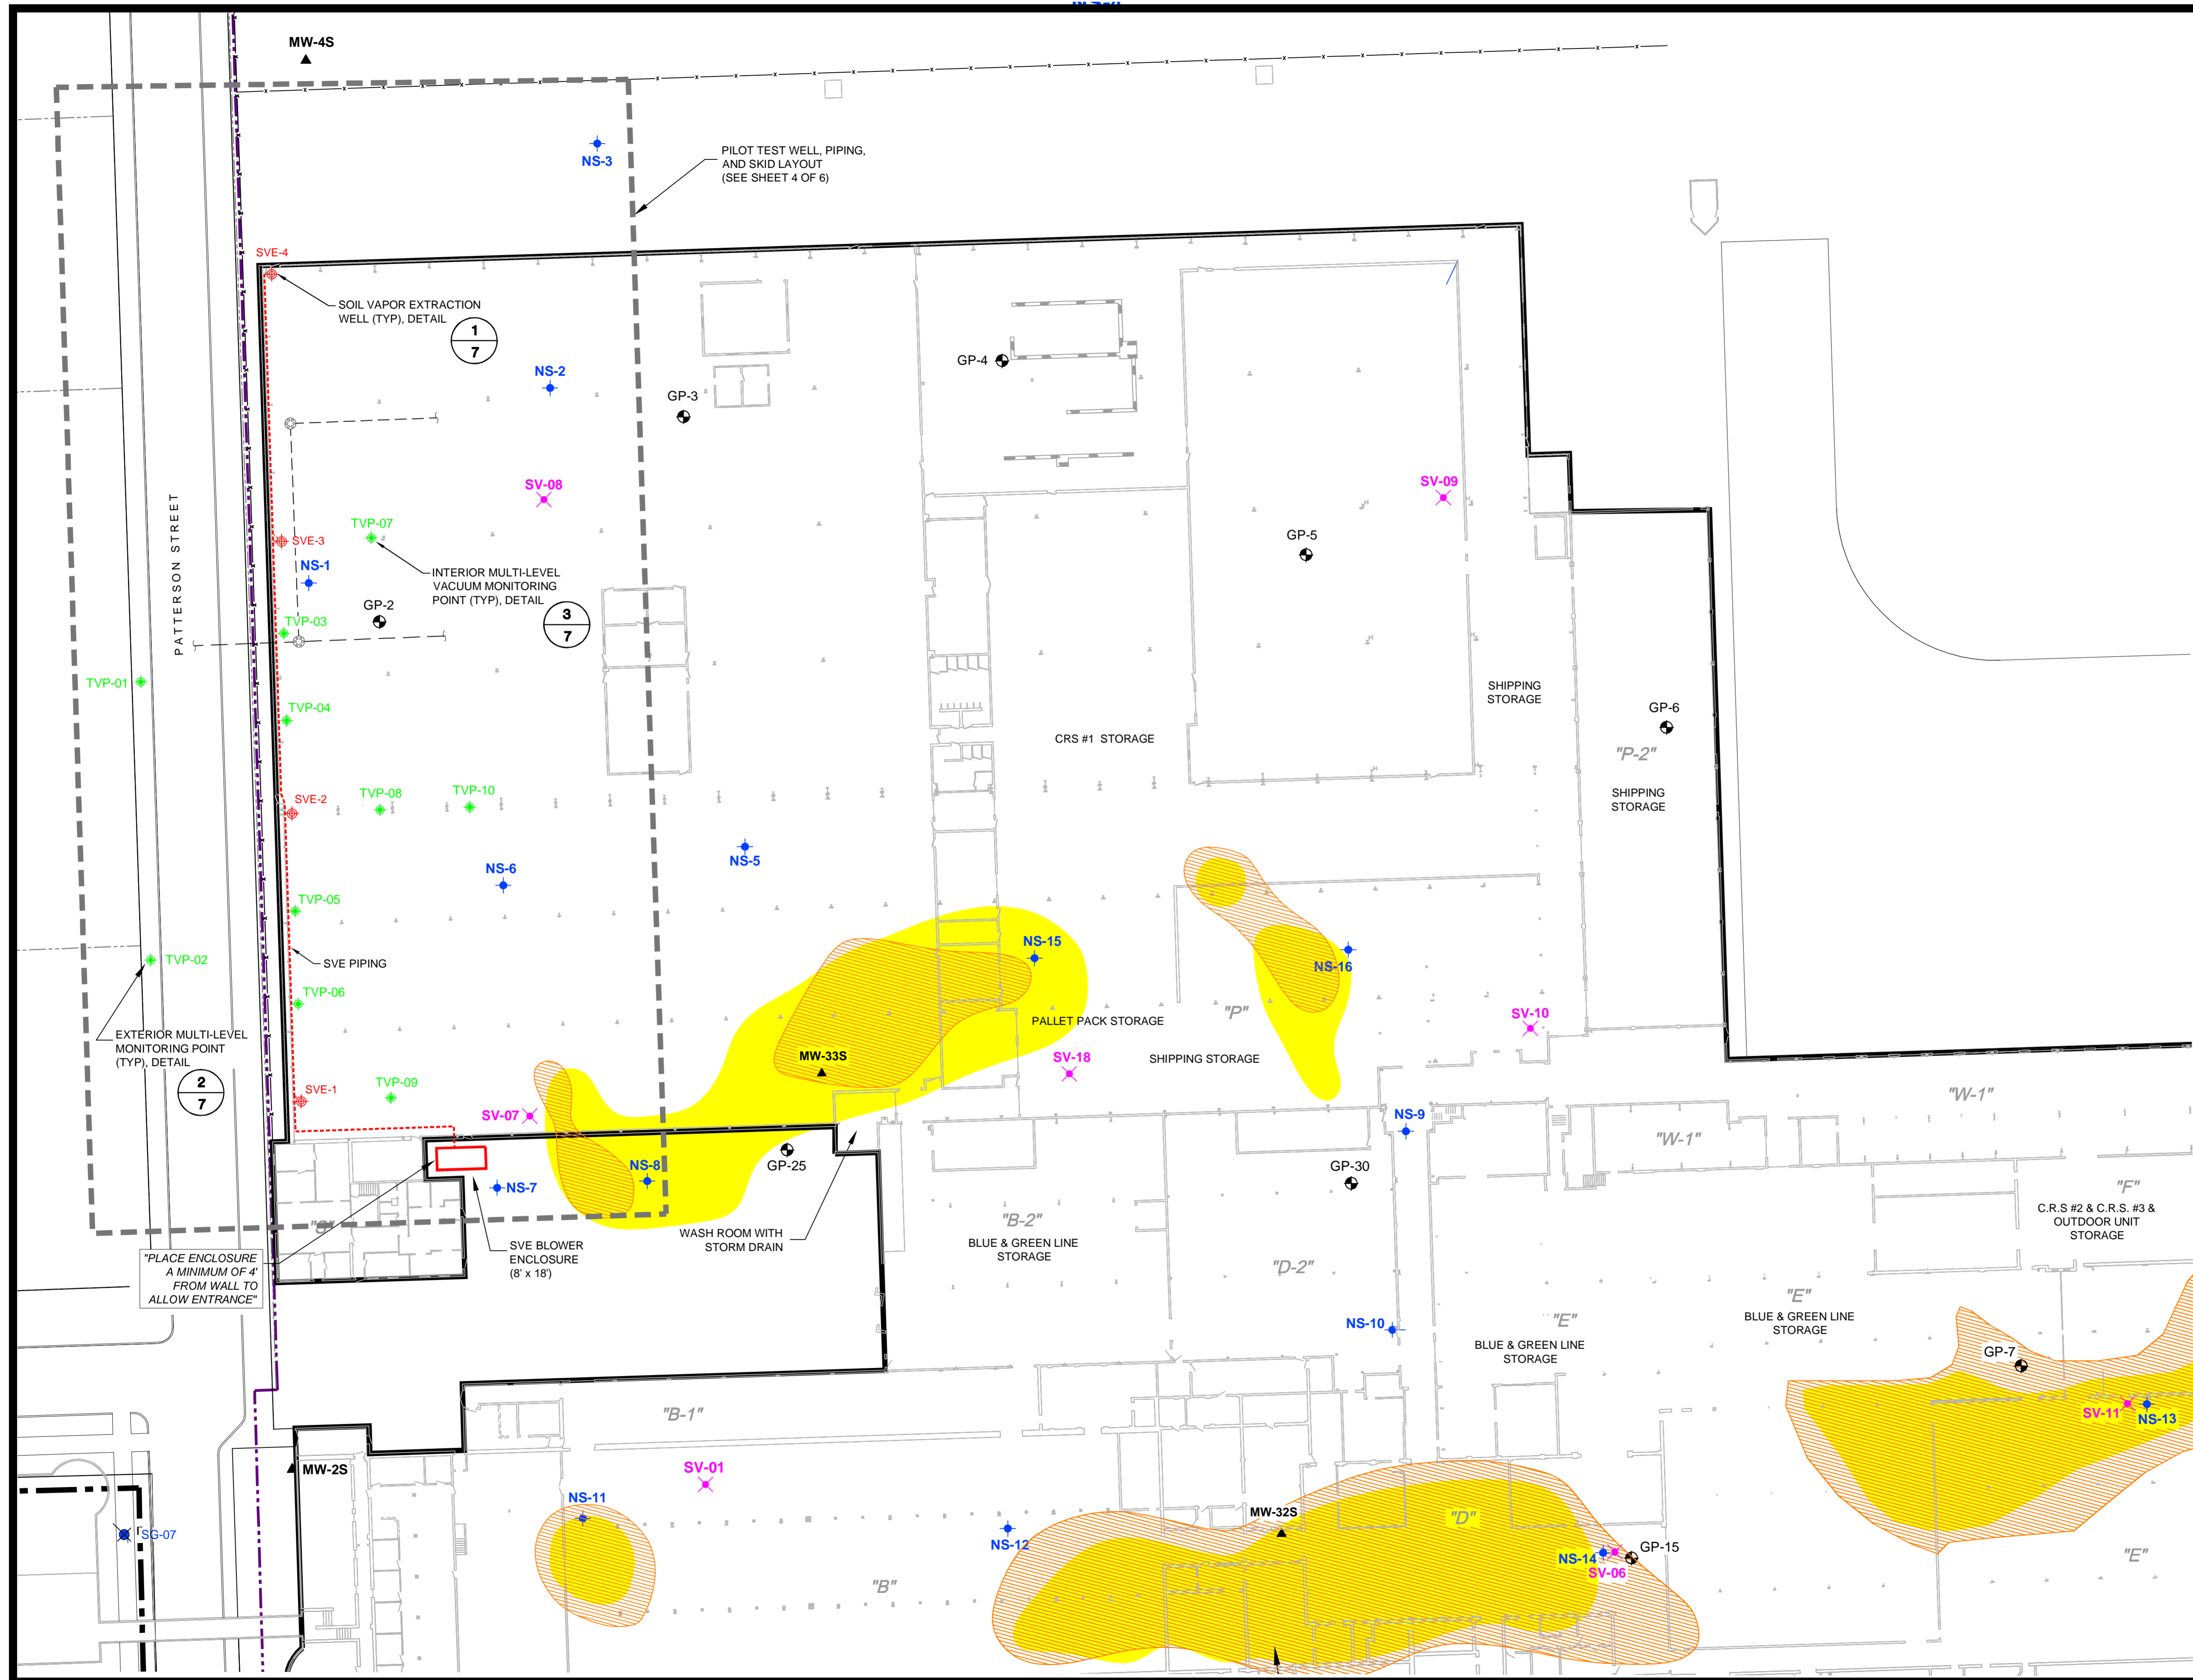 MW-4S
NS-3
PILOT TEST WELL, PIPING,
AND SKID LAYOUT
(SEE SHEET 4 OF 6)
SVE-4
SOIL VAPOR EXTRACTION
WELL (TYP), DETAIL
1
7
NS-2
GP-3
GP-4
SV-08
SV-09
PATTERSON STREET
TVP-07
SVE-3
GP-5
NS-1
INTERIOR MULTI-LEVEL
VACUUM MONITORING
POINT (TYP), DETAIL
3
7
GP-2
TVP-03
TVP-01
SHIPPING
STORAGE
TVP-04
GP-6
CRS #1 STORAGE
"P-2"
SHIPPING
STORAGE
TVP-08
TVP-10
SVE-2
NS-5
NS-6
TVP-05
NS-15
NS-16
TVP-02
SVE PIPING
TVP-06
"P"
SV-10
PALLET PACK STORAGE
EXTERIOR MULTI-LEVEL
MONITORING POINT
(TYP), DETAIL
2
7
MW-33S
SV-18
SHIPPING STORAGE
TVP-09
SVE-1
SV-07
NS-9
"W-1"
"W-1"
GP-25
NS-8
GP-30
NS-7
"F"
C.R.S #2 & C.R.S. #3 &
OUTDOOR UNIT
STORAGE
"B-2"
BLUE & GREEN LINE
STORAGE
WASH ROOM WITH
STORM DRAIN
SVE BLOWER
ENCLOSURE
(8' x 18')
"PLACE ENCLOSURE
A MINIMUM OF 4'
FROM WALL TO
ALLOW ENTRANCE"
"D-2"
"E"
BLUE & GREEN LINE
STORAGE
NS-10
"E"
BLUE & GREEN LINE
STORAGE
GP-7
"B-1"
SV-11
NS-13
MW-2S
SV-01
NS-11
MW-32S
"D"
SG-07
NS-12
NS-14
GP-15
SV-06
"E"
"B"